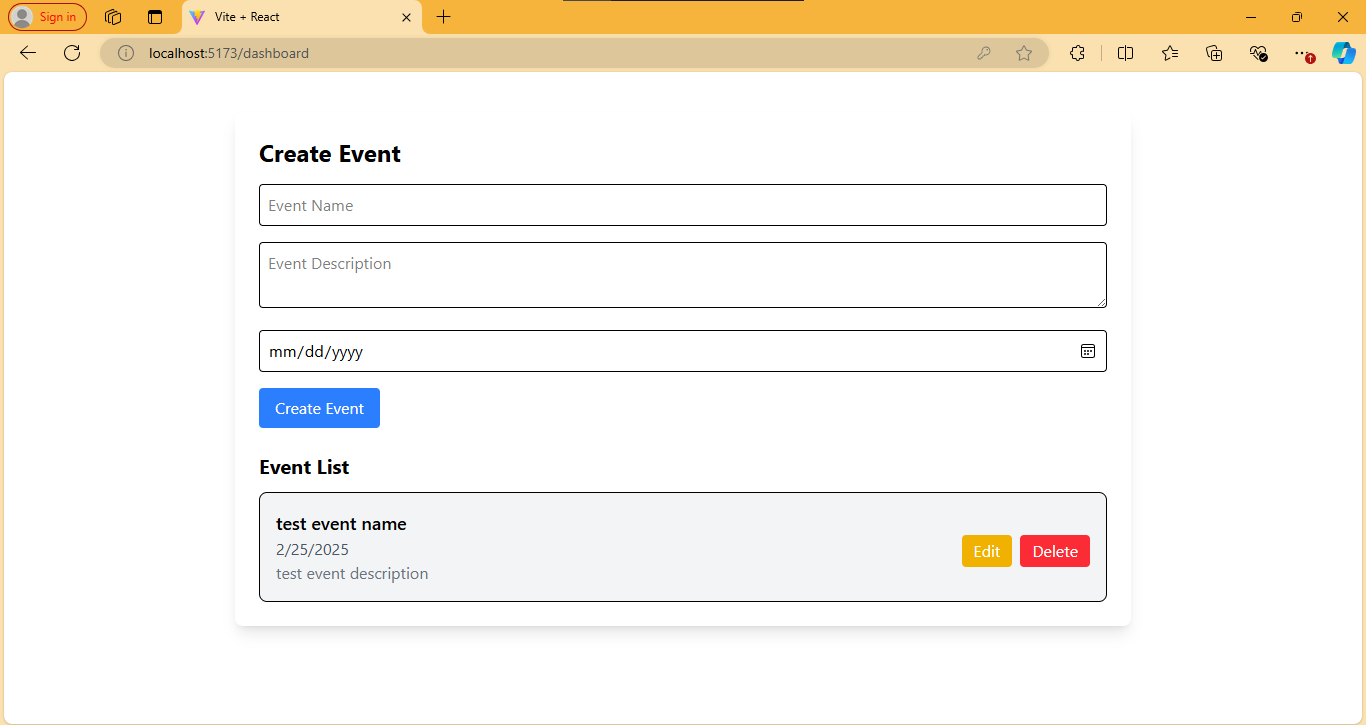 Sign in
Vite + React
localhost:5173/dashboard
Create Event
Event Name
Event Description
mm/dd/yyyy
Create Event
Event List
test event name
2/25/2025
test event description
Edit
Delete